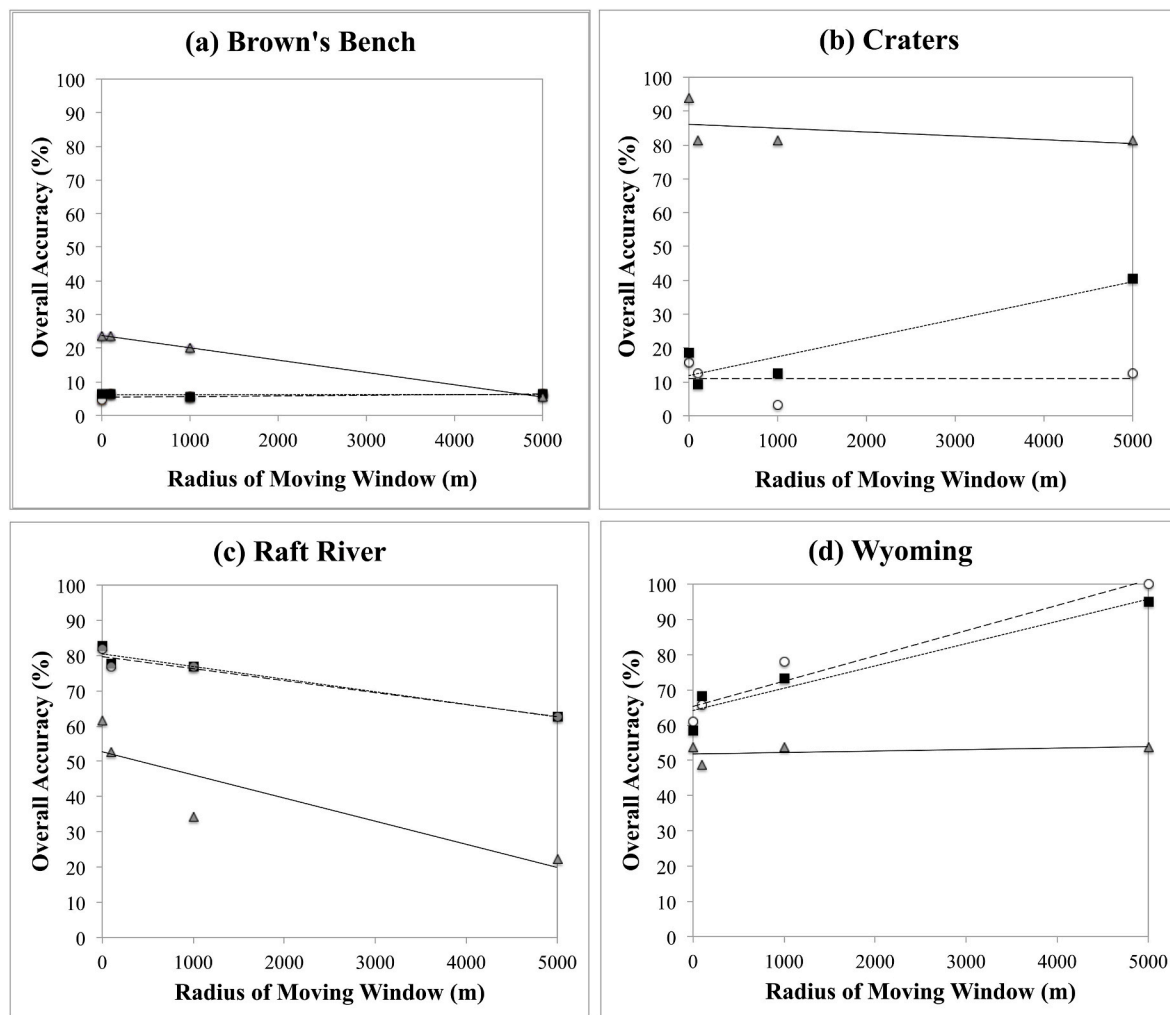 (a) Brown's Bench
Overall Accuracy (%)
100
90
80
70
60
50
40
30
20
10
0
0 1000 2000 3000 4000 5000
Radius of Moving Window (m)
(b) Craters
Overall Accuracy (%)
100
90
80
70
60
50
40
30
20
10
0
0 1000 2000 3000 4000 5000
Radius of Moving Window (m)
(c) Raft River
Overall Accuracy (%)
100
90
80
70
60
50
40
30
20
10
0
0 1000 2000 3000 4000 5000
Radius of Moving Window (m)
(d) Wyoming
Overall Accuracy (%)
100
90
80
70
60
50
40
30
20
10
0
0 1000 2000 3000 4000 5000
Radius of Moving Window (m)